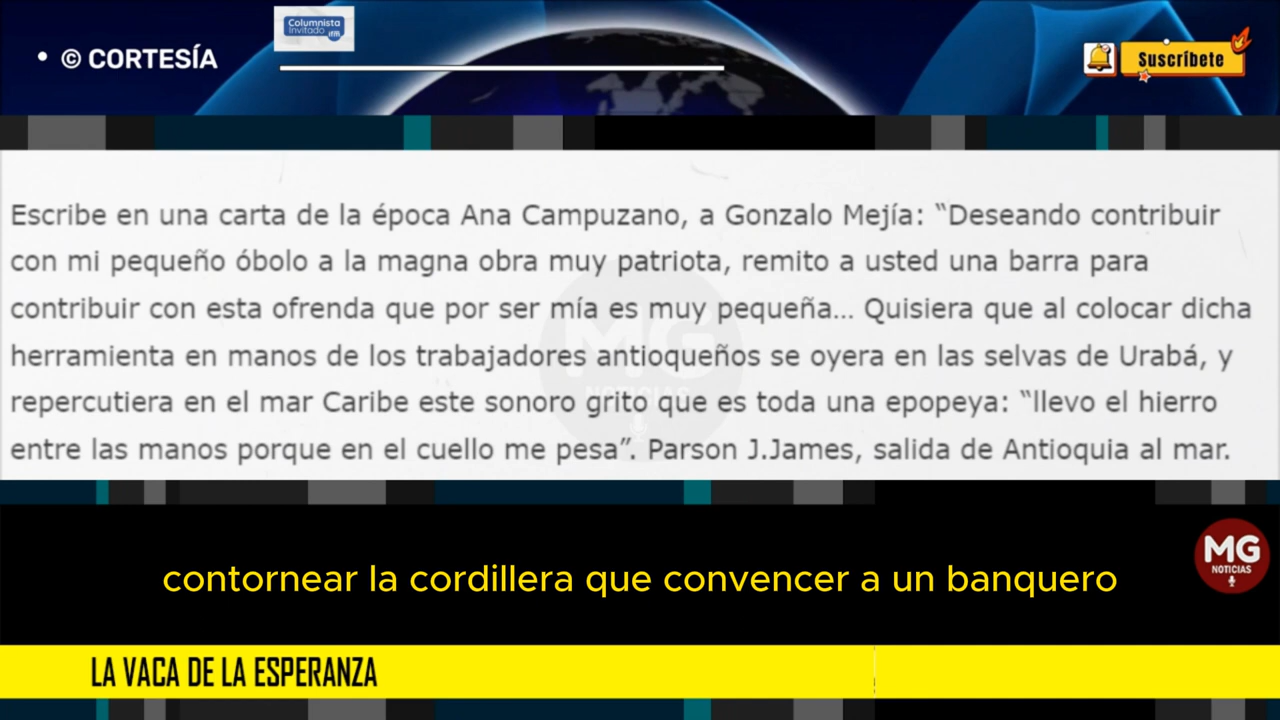 Columnista
Invitado ifm
• © CORTESÍA
Suscríbete
Escribe en una carta de la época Ana Campuzano, a Gonzalo Mejía: “Deseando contribuir
con mi pequeño óbolo a la magna obra muy patriota, remito a usted una barra para
contribuir con esta ofrenda que por ser mía es muy pequeña... Quisiera que al colocar dicha
herramienta en manos de los trabajadores antioqueños se oyera en las selvas de Urabá, y
repercutiera en el mar Caribe este sonoro grito que es toda una epopeya: “llevo el hierro
entre las manos porque en el cuello me pesa”. Parson J.James, salida de Antioquia al mar.
MG
NOTICIAS
contornear la cordillera que convencer a un banquero
MG
NOTICIAS
LA VACA DE LA ESPERANZA